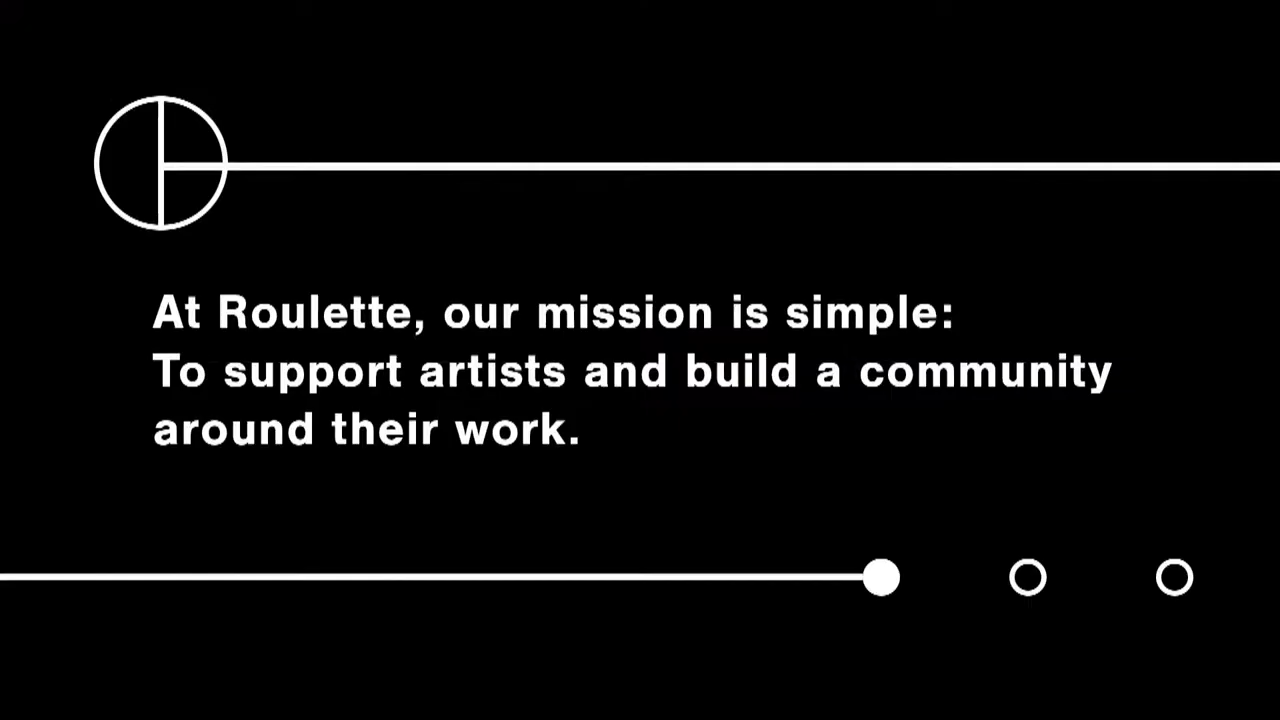 At Roulette, our mission is simple:
To support artists and build a community
around their work.